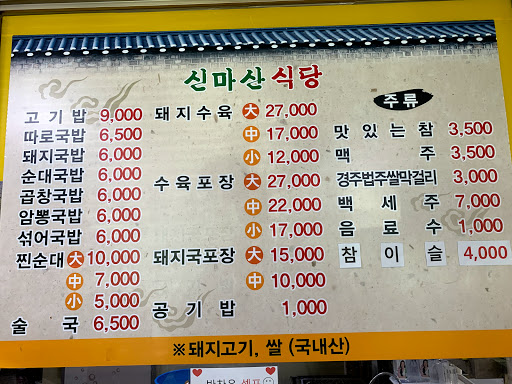 신마산식당
고기밥 9,000
따로국밥 6,500
돼지국밥 6,000
순대국밥 6,000
곱창국밥 6,000
암뽕국밥 6,000
섞어국밥 6,000
찐순대 大 10,000
中 7,000
小 5,000
술국 6,500
돼지수육 大 27,000
中 17,000
小 12,000
수육포장 大 27,000
中 22,000
小 17,000
돼지국포장 大 15,000
中 10,000
공기밥 1,000
주류
맛있는참 3,500
맥주 3,500
경주법주쌀막걸리 3,000
백세주 7,000
음료수 1,000
참이슬 4,000
※돼지고기, 쌀 (국내산)
반찬은 셀프